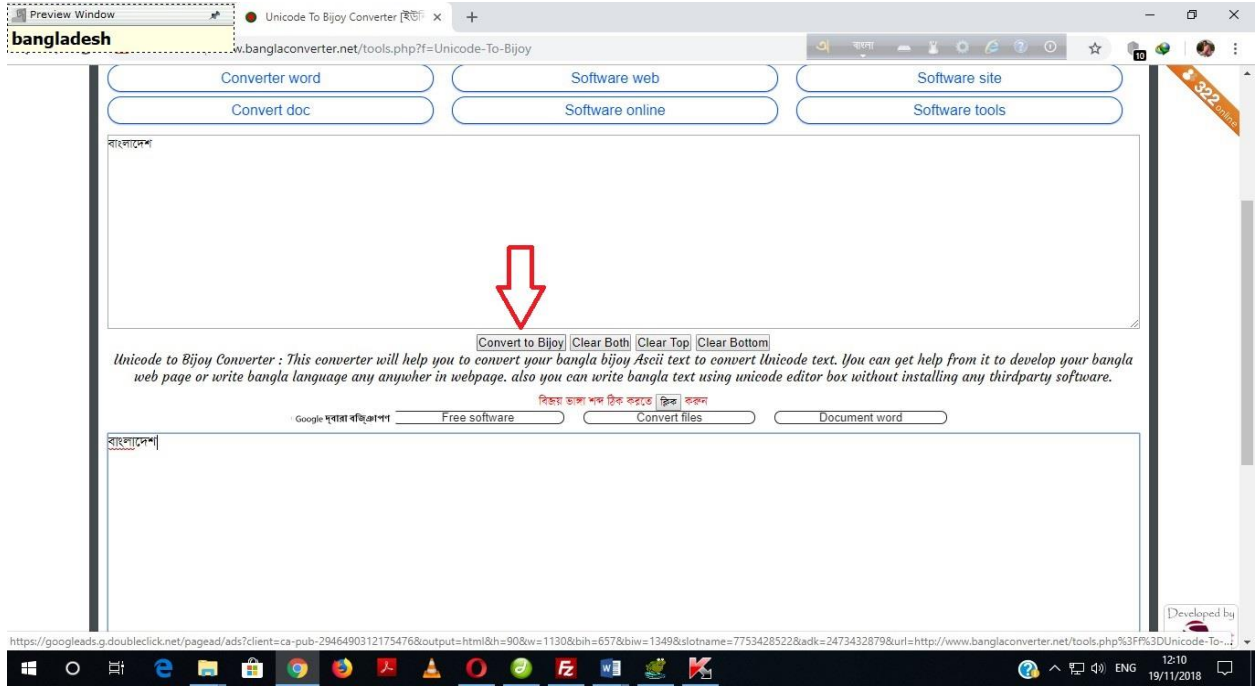 Preview Window
bangladesh
Unicode To Bijoy Converter [ইউনি
w.banglaconverter.net/tools.php?f=Unicode-To-Bijoy
বাংলা
10
Converter word Software web Software site
Convert doc Software online Software tools
322 online
বাংলাদেশ
Convert to Bijoy Clear Both Clear Top Clear Bottom
Unicode to Bijoy Converter : This converter will help you to convert your bangla bijoy Ascii text to convert Unicode text. You can get help from it to develop your bangla
web page or write bangla language any anywher in webpage. also you can write bangla text using unicode editor box without installing any thirdparty software.
বিজয় ভাঙ্গা শব্দ ঠিক করতে ক্লিক করুন
Google Free software Convert files Document word
বাংলাদেশ
Developed by
https://googleads.g.doubleclick.net/pagead/ads?client=ca-pub-2946490312175476&output=html&h=90&w=1130&bih=657&biw=1349&slotname=7753428522&adk=2473432879&url=http://www.banglaconverter.net/tools.php%3Ff%3DUnicode-To-...
ENG 12:10
19/11/2018